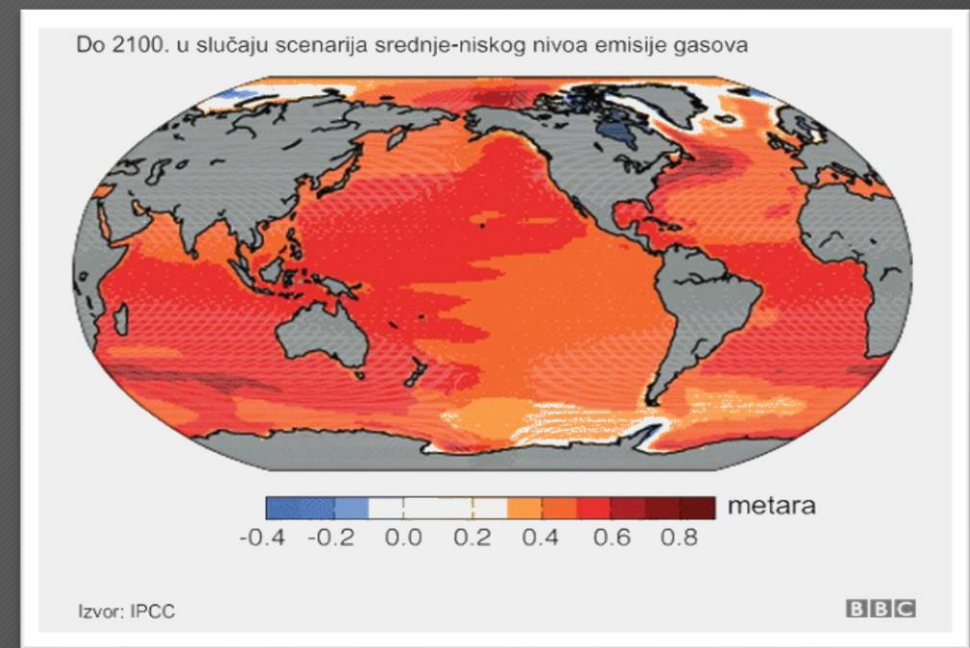 Do 2100. u slučaju scenarija srednje-niskog nivoa emisije gasova
metara
-0.4 -0.2 0.0 0.2 0.4 0.6 0.8
Izvor: IPCC
BBC